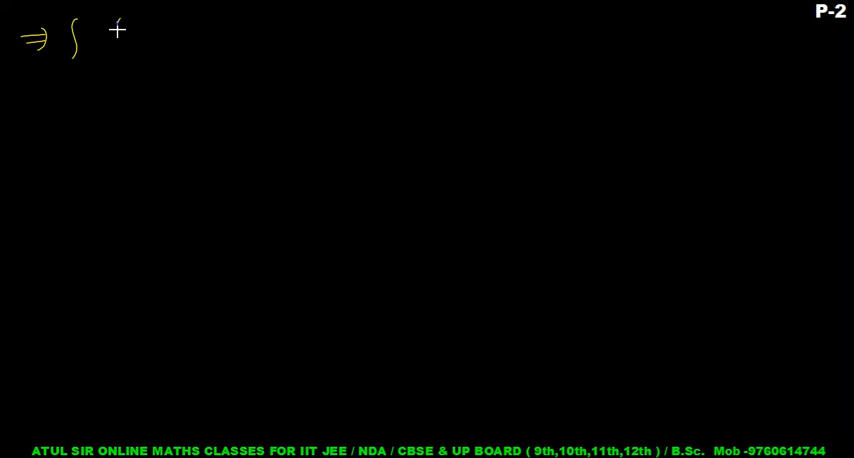 P-2
⇒ ∫
ATUL SIR ONLINE MATHS CLASSES FOR IIT JEE / NDA / CBSE & UP BOARD ( 9th,10th,11th,12th ) / B.Sc. Mob -9760614744